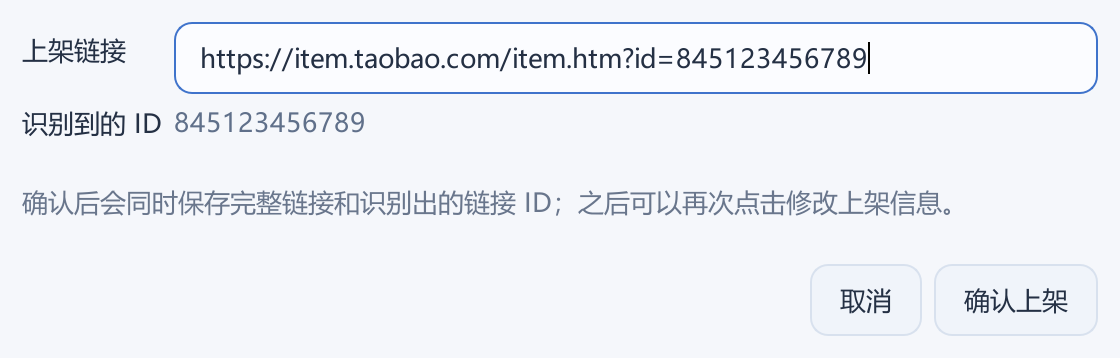 上架链接 https://item.taobao.com/item.htm?id=845123456789
识别到的 ID 845123456789
确认后会同时保存完整链接和识别出的链接 ID；之后可以再次点击修改上架信息。
取消 确认上架